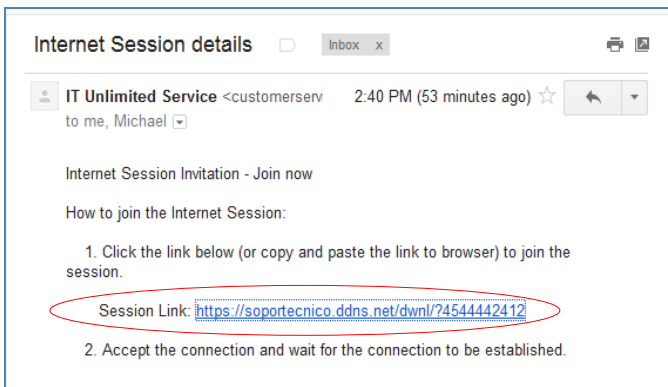 Internet Session details Inbox x
IT Unlimited Service <customerserv 2:40 PM (53 minutes ago)
to me, Michael
Internet Session Invitation - Join now
How to join the Internet Session:
1. Click the link below (or copy and paste the link to browser) to join the
session.
Session Link: https://soportecnico.ddns.net/dwnl/?4544442412
2. Accept the connection and wait for the connection to be established.